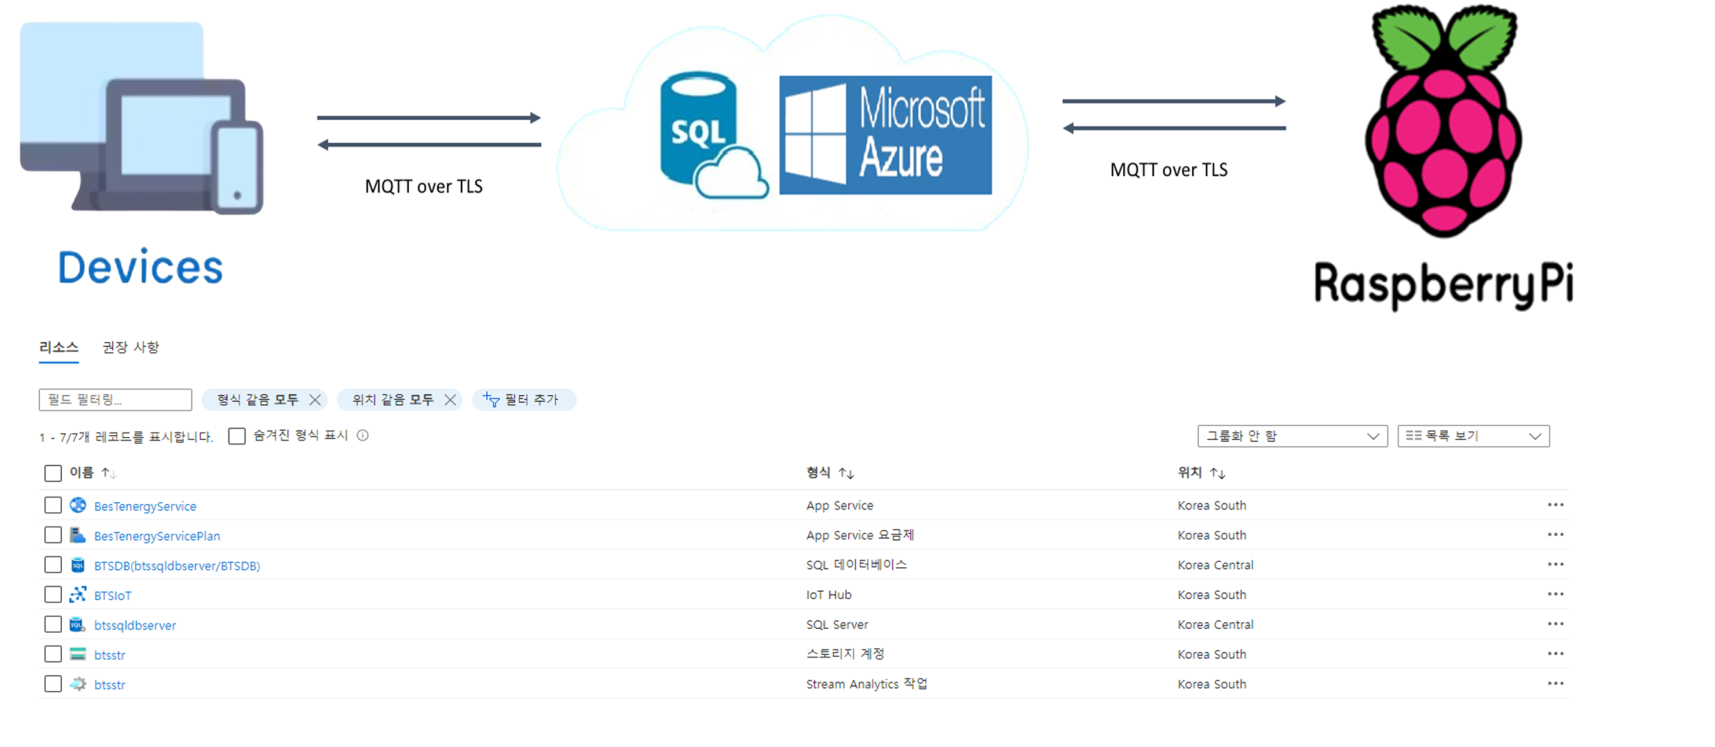 SQL
Microsoft
Azure
MQTT over TLS
MQTT over TLS
Devices
RaspberryPi
리소스 권장 사항
필드 필터링... 형식 같음 모두 위치 같음 모두 필터 추가
1 - 7/7개 레코드를 표시합니다. 숨겨진 형식 표시 그룹화 안 함 목록 보기
이름 형식 위치
BesTenergyService App Service Korea South
BesTenergyServicePlan App Service 요금제 Korea South
BTSDB(btssqldbserver/BTSDB) SQL 데이터베이스 Korea Central
BTSIoT IoT Hub Korea South
btssqldbserver SQL Server Korea Central
btsstr 스토리지 계정 Korea South
btsstr Stream Analytics 작업 Korea South